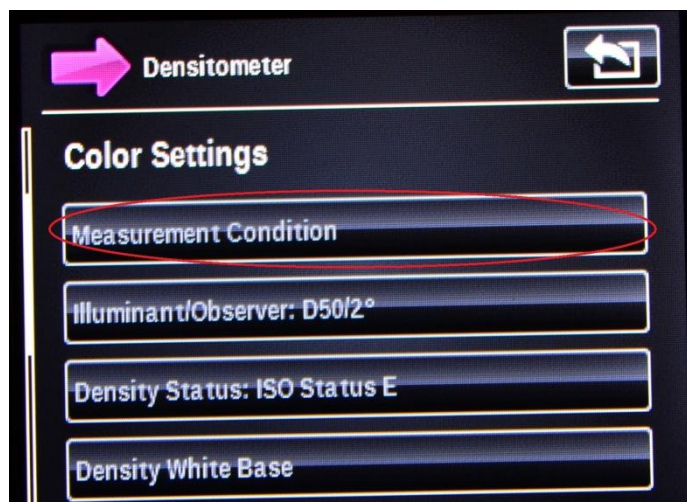 Densitometer
Color Settings
Measurement Condition
Illuminant/Observer: D50/2°
Density Status: ISO Status E
Density White Base